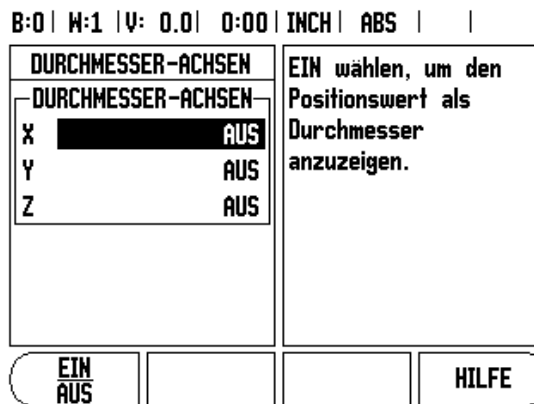 B:0 | W:1 | V: 0.0 | 0:00 | INCH | ABS | |
DURCHMESSER-ACHSEN
DURCHMESSER-ACHSEN
X AUS
Y AUS
Z AUS
EIN wählen, um den
Positionswert als
Durchmesser
anzuzeigen.
EIN
AUS
HILFE